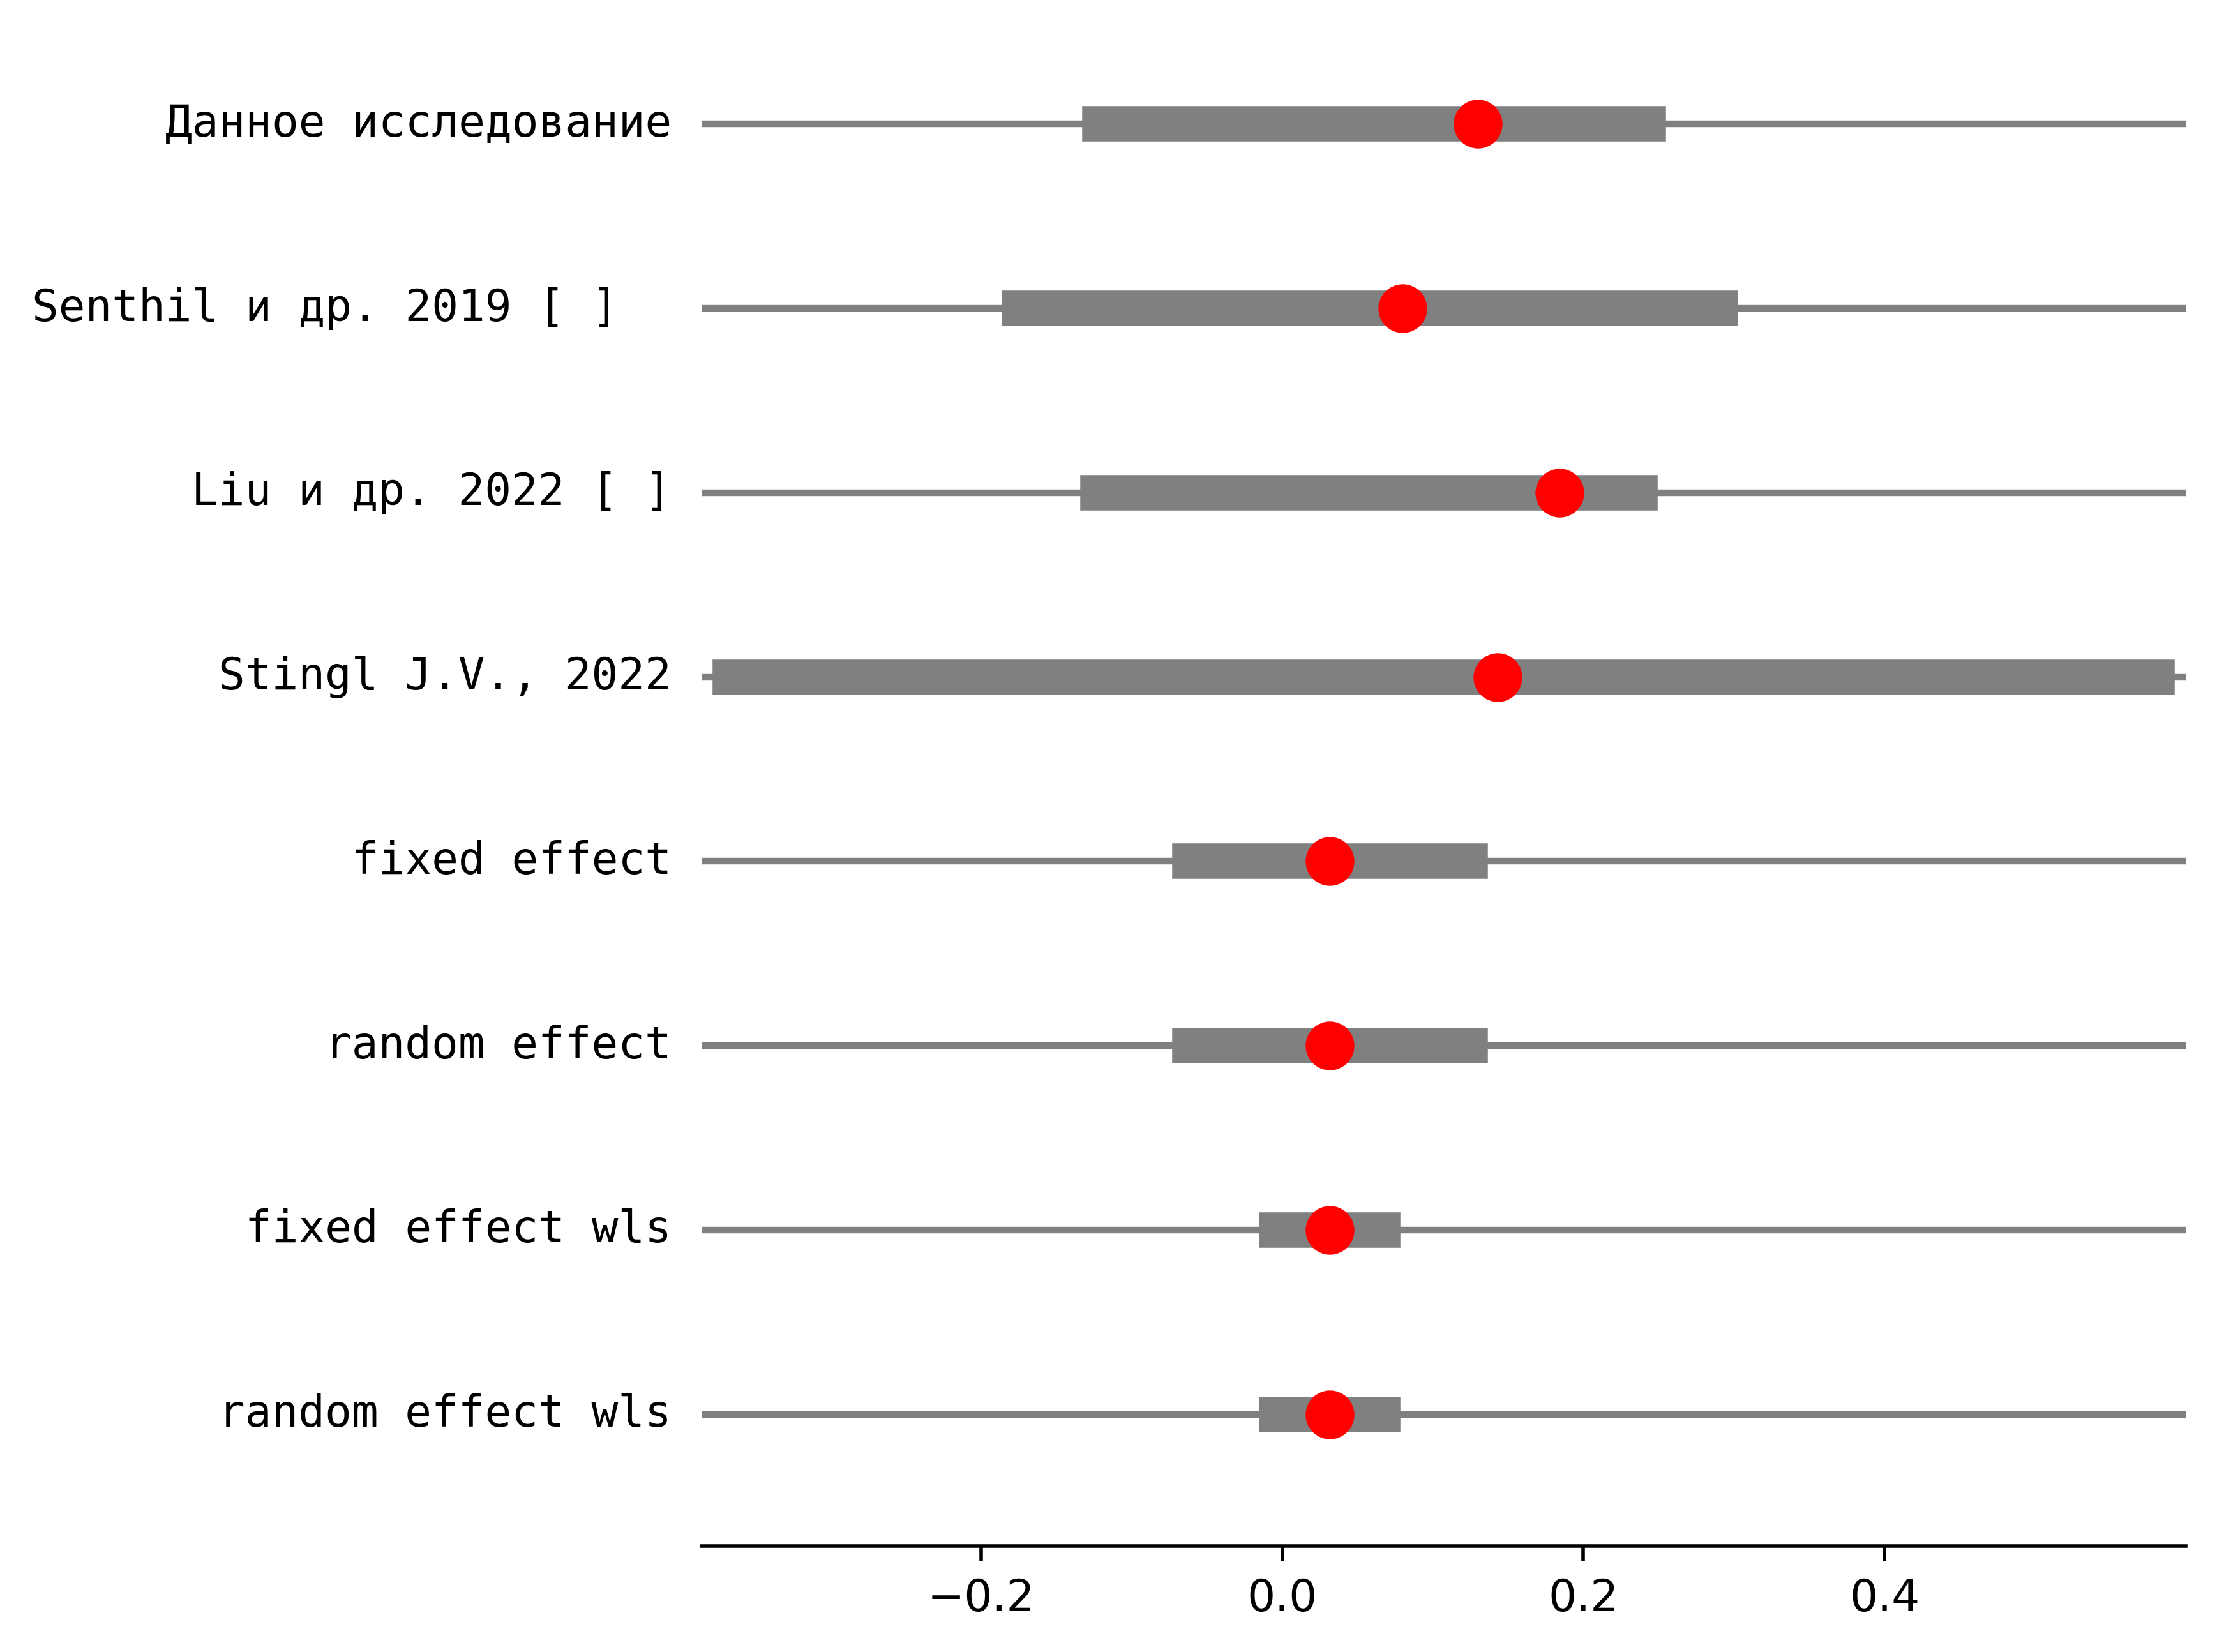 Данное исследование
Senthil и др. 2019 [ ]
Liu и др. 2022 [ ]
Stingl J.V., 2022
fixed effect
random effect
fixed effect wls
random effect wls
−0.2 0.0 0.2 0.4